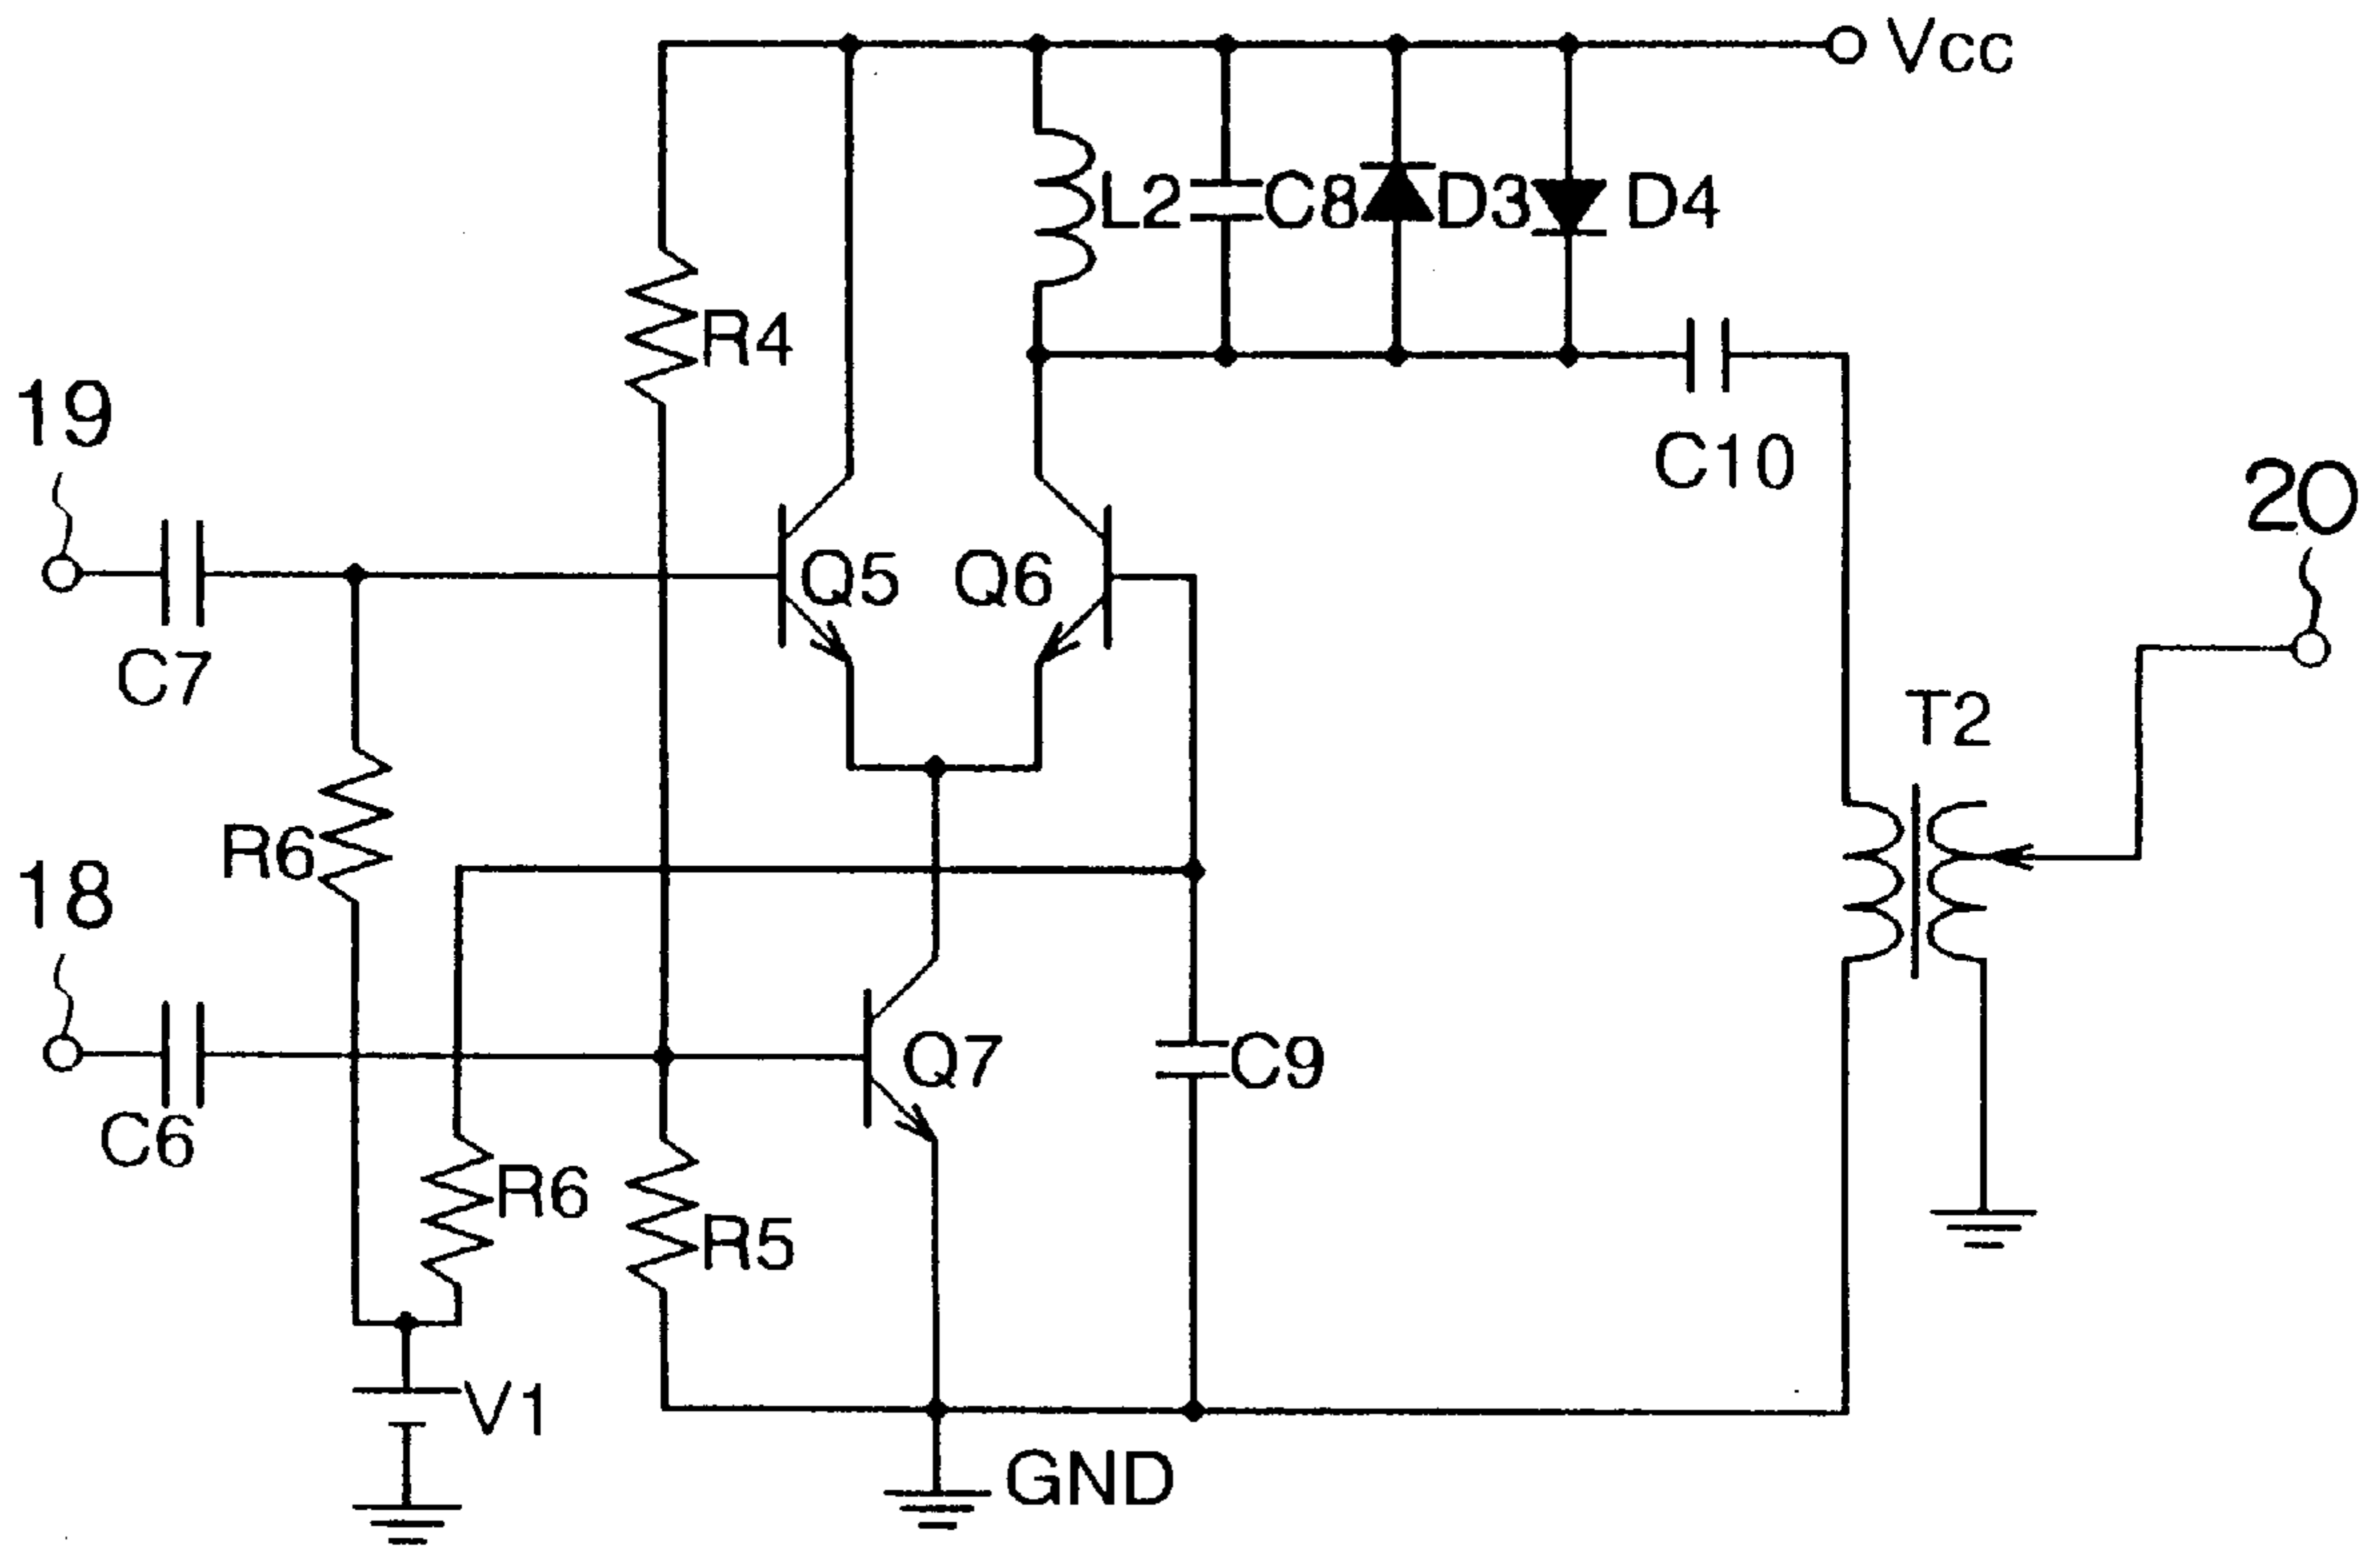 Vcc
L2 C8 D3 D4
R4
19
C10
20
Q5 Q6
C7
T2
R6
18
Q7 C9
C6
R6
R5
V1
GND